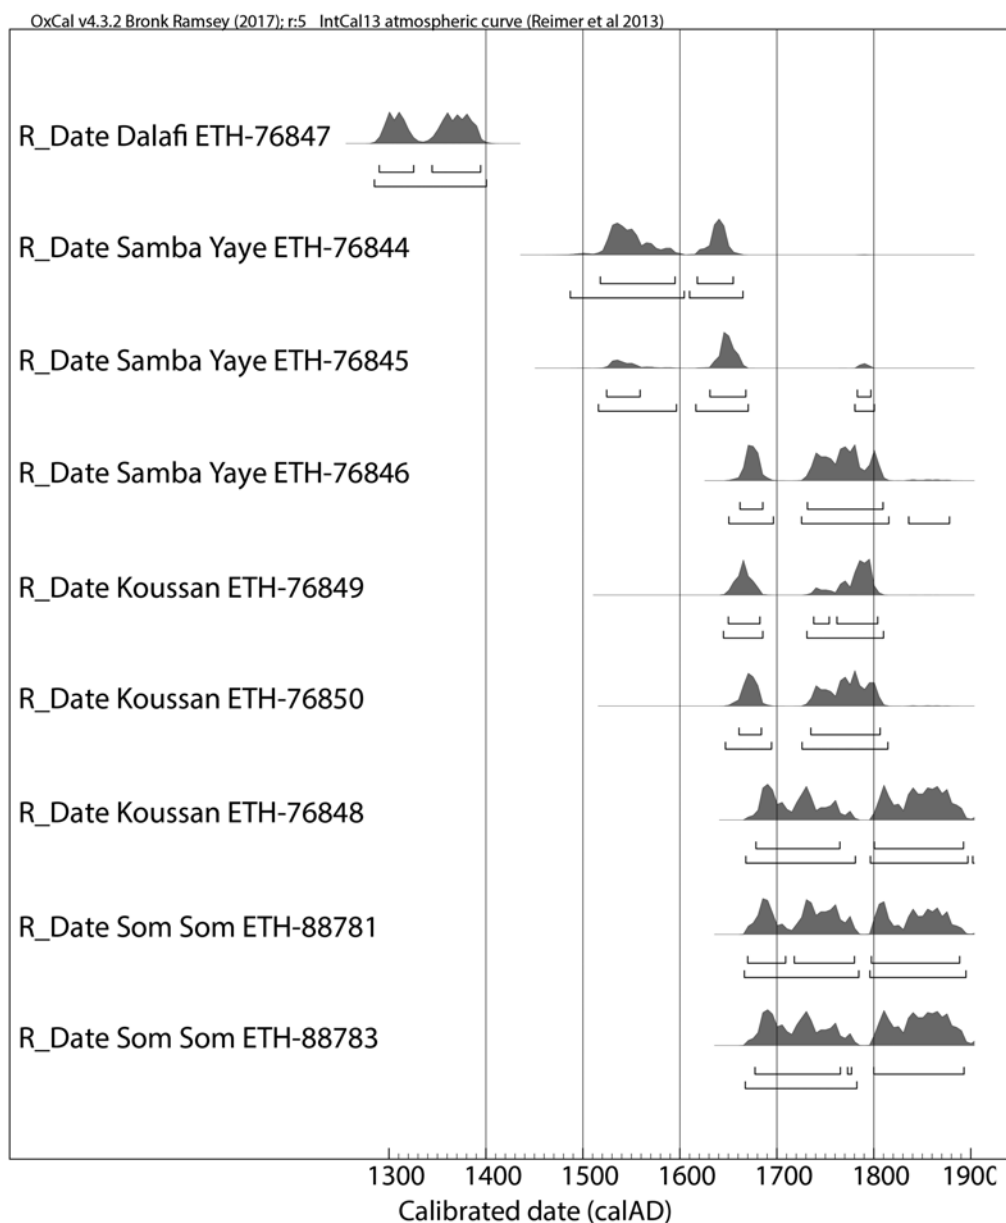 OxCal v4.3.2 Bronk Ramsey (2017); r:5 IntCal13 atmospheric curve (Reimer et al 2013)
R_Date Dalafi ETH-76847
R_Date Samba Yaye ETH-76844
R_Date Samba Yaye ETH-76845
R_Date Samba Yaye ETH-76846
R_Date Koussan ETH-76849
R_Date Koussan ETH-76850
R_Date Koussan ETH-76848
R_Date Som Som ETH-88781
R_Date Som Som ETH-88783
1300 1400 1500 1600 1700 1800 1900
Calibrated date (calAD)